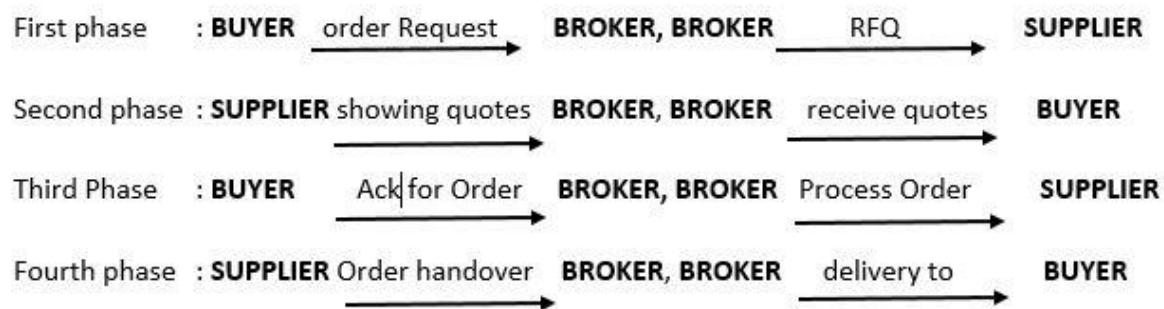 First phase : BUYER order Request BROKER, BROKER RFQ SUPPLIER
Second phase : SUPPLIER showing quotes BROKER, BROKER receive quotes BUYER
Third Phase : BUYER Ack for Order BROKER, BROKER Process Order SUPPLIER
Fourth phase : SUPPLIER Order handover BROKER, BROKER delivery to BUYER